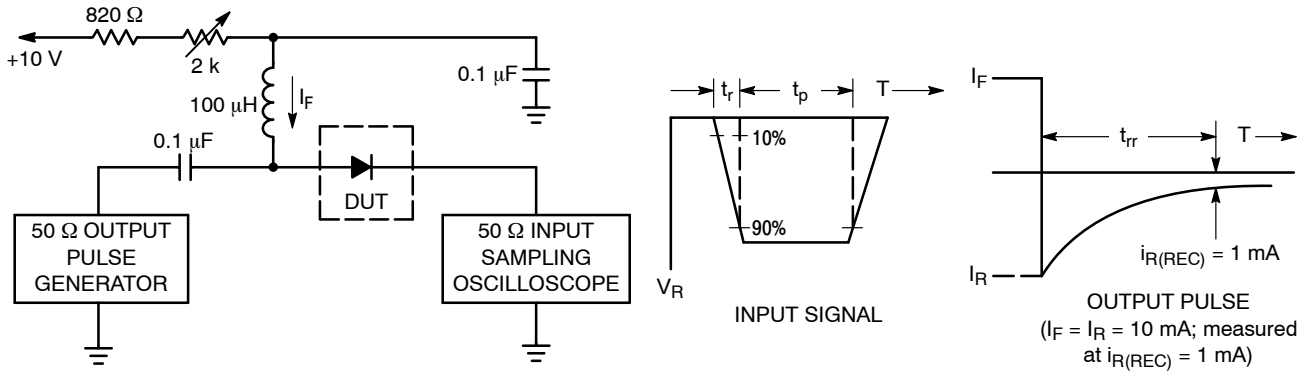 820 Ω
+10 V
2 k
100 μH
I_F
0.1 μF
0.1 μF
DUT
50 Ω OUTPUT
PULSE
GENERATOR
50 Ω INPUT
SAMPLING
OSCILLOSCOPE
t_r
t_p
T
10%
90%
V_R
INPUT SIGNAL
I_F
t_rr
T
I_R
i_R(REC) = 1 mA
OUTPUT PULSE
(I_F = I_R = 10 mA; measured
at i_R(REC) = 1 mA)